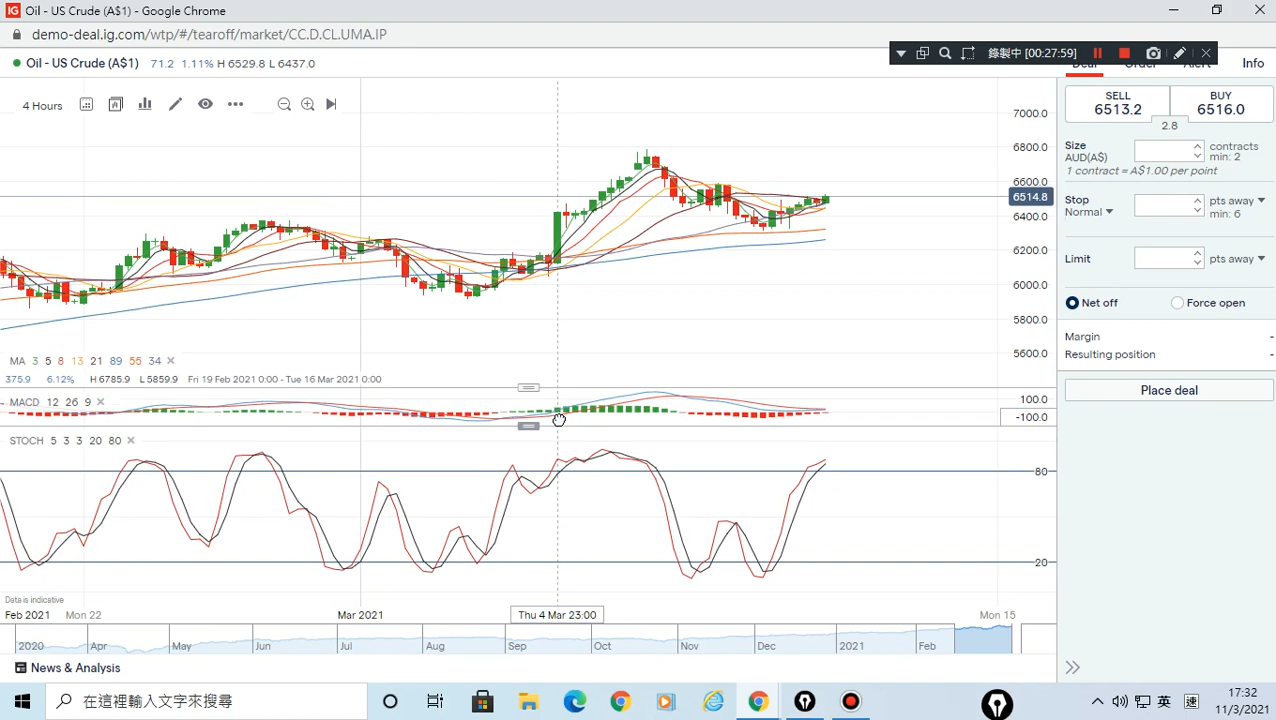 IG Oil - US Crude (A$1) - Google Chrome
demo-deal.ig.com/wtp/#/tearoff/market/CC.D.CL.UMA.IP
錄製中 [00:27:59]
Oil - US Crude (A$1) 71.2 1.11% H 6529.8 L 6437.0
Deal Order Alert Info
4 Hours
SELL
6513.2
BUY
6516.0
2.8
Size
AUD(A$)
contracts
min: 2
1 contract = A$1.00 per point
Stop
Normal
pts away
min: 6
Limit
pts away
Net off
Force open
Margin -
Resulting position -
Place deal
7000.0
6800.0
6600.0
6514.8
6400.0
6200.0
6000.0
5800.0
5600.0
MA 3 5 8 13 21 89 55 34
375.9 6.12% H 6785.9 L 5859.9 Fri 19 Feb 2021 0:00 - Tue 16 Mar 2021 0:00
MACD 12 26 9
100.0
-100.0
STOCH 5 3 3 20 80
80
20
Data is indicative
Feb 2021 Mon 22 Mar 2021 Thu 4 Mar 23:00 Mon 15
2020 Apr May Jun Jul Aug Sep Oct Nov Dec 2021 Feb
News & Analysis
在這裡輸入文字來搜尋
英
17:32
11/3/2021